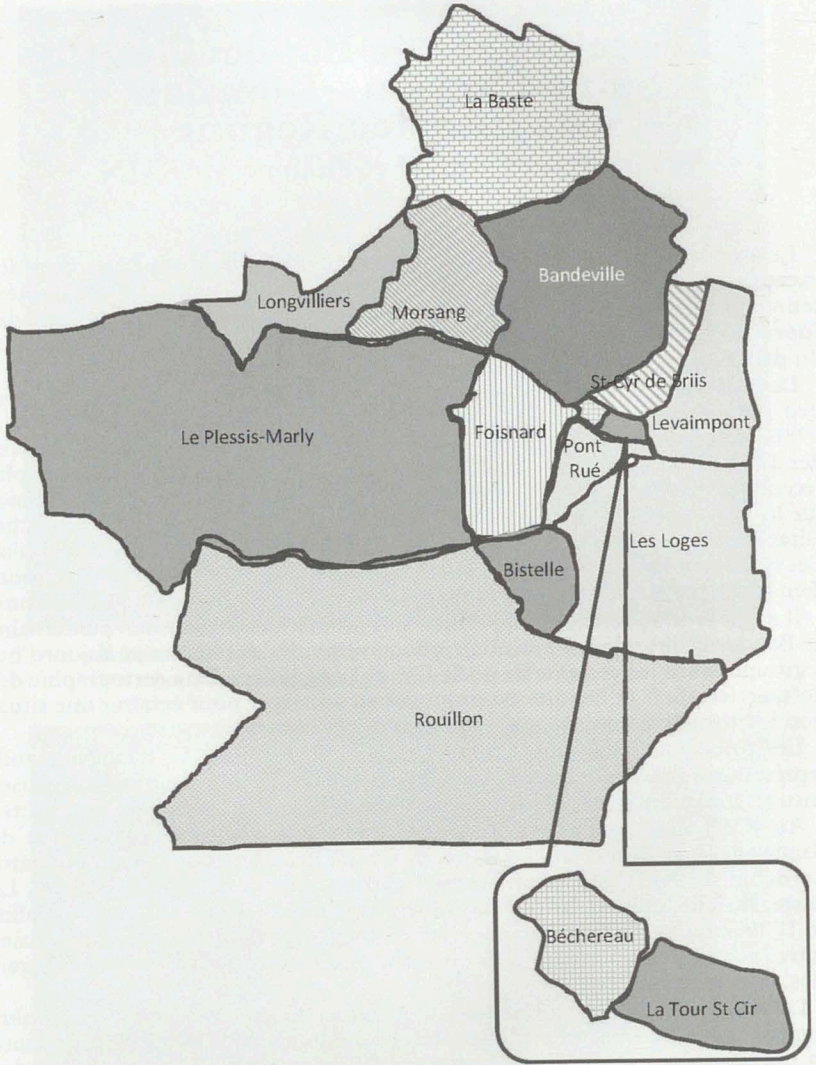 La Baste
Bandeville
Longvilliers
Morsang
St-Cyr de Briis
Le Plessis-Marly
Foisnard
Levaimpont
Pont
Rué
Les Loges
Bistelle
Rouillon
Béchereau
La Tour St Cir